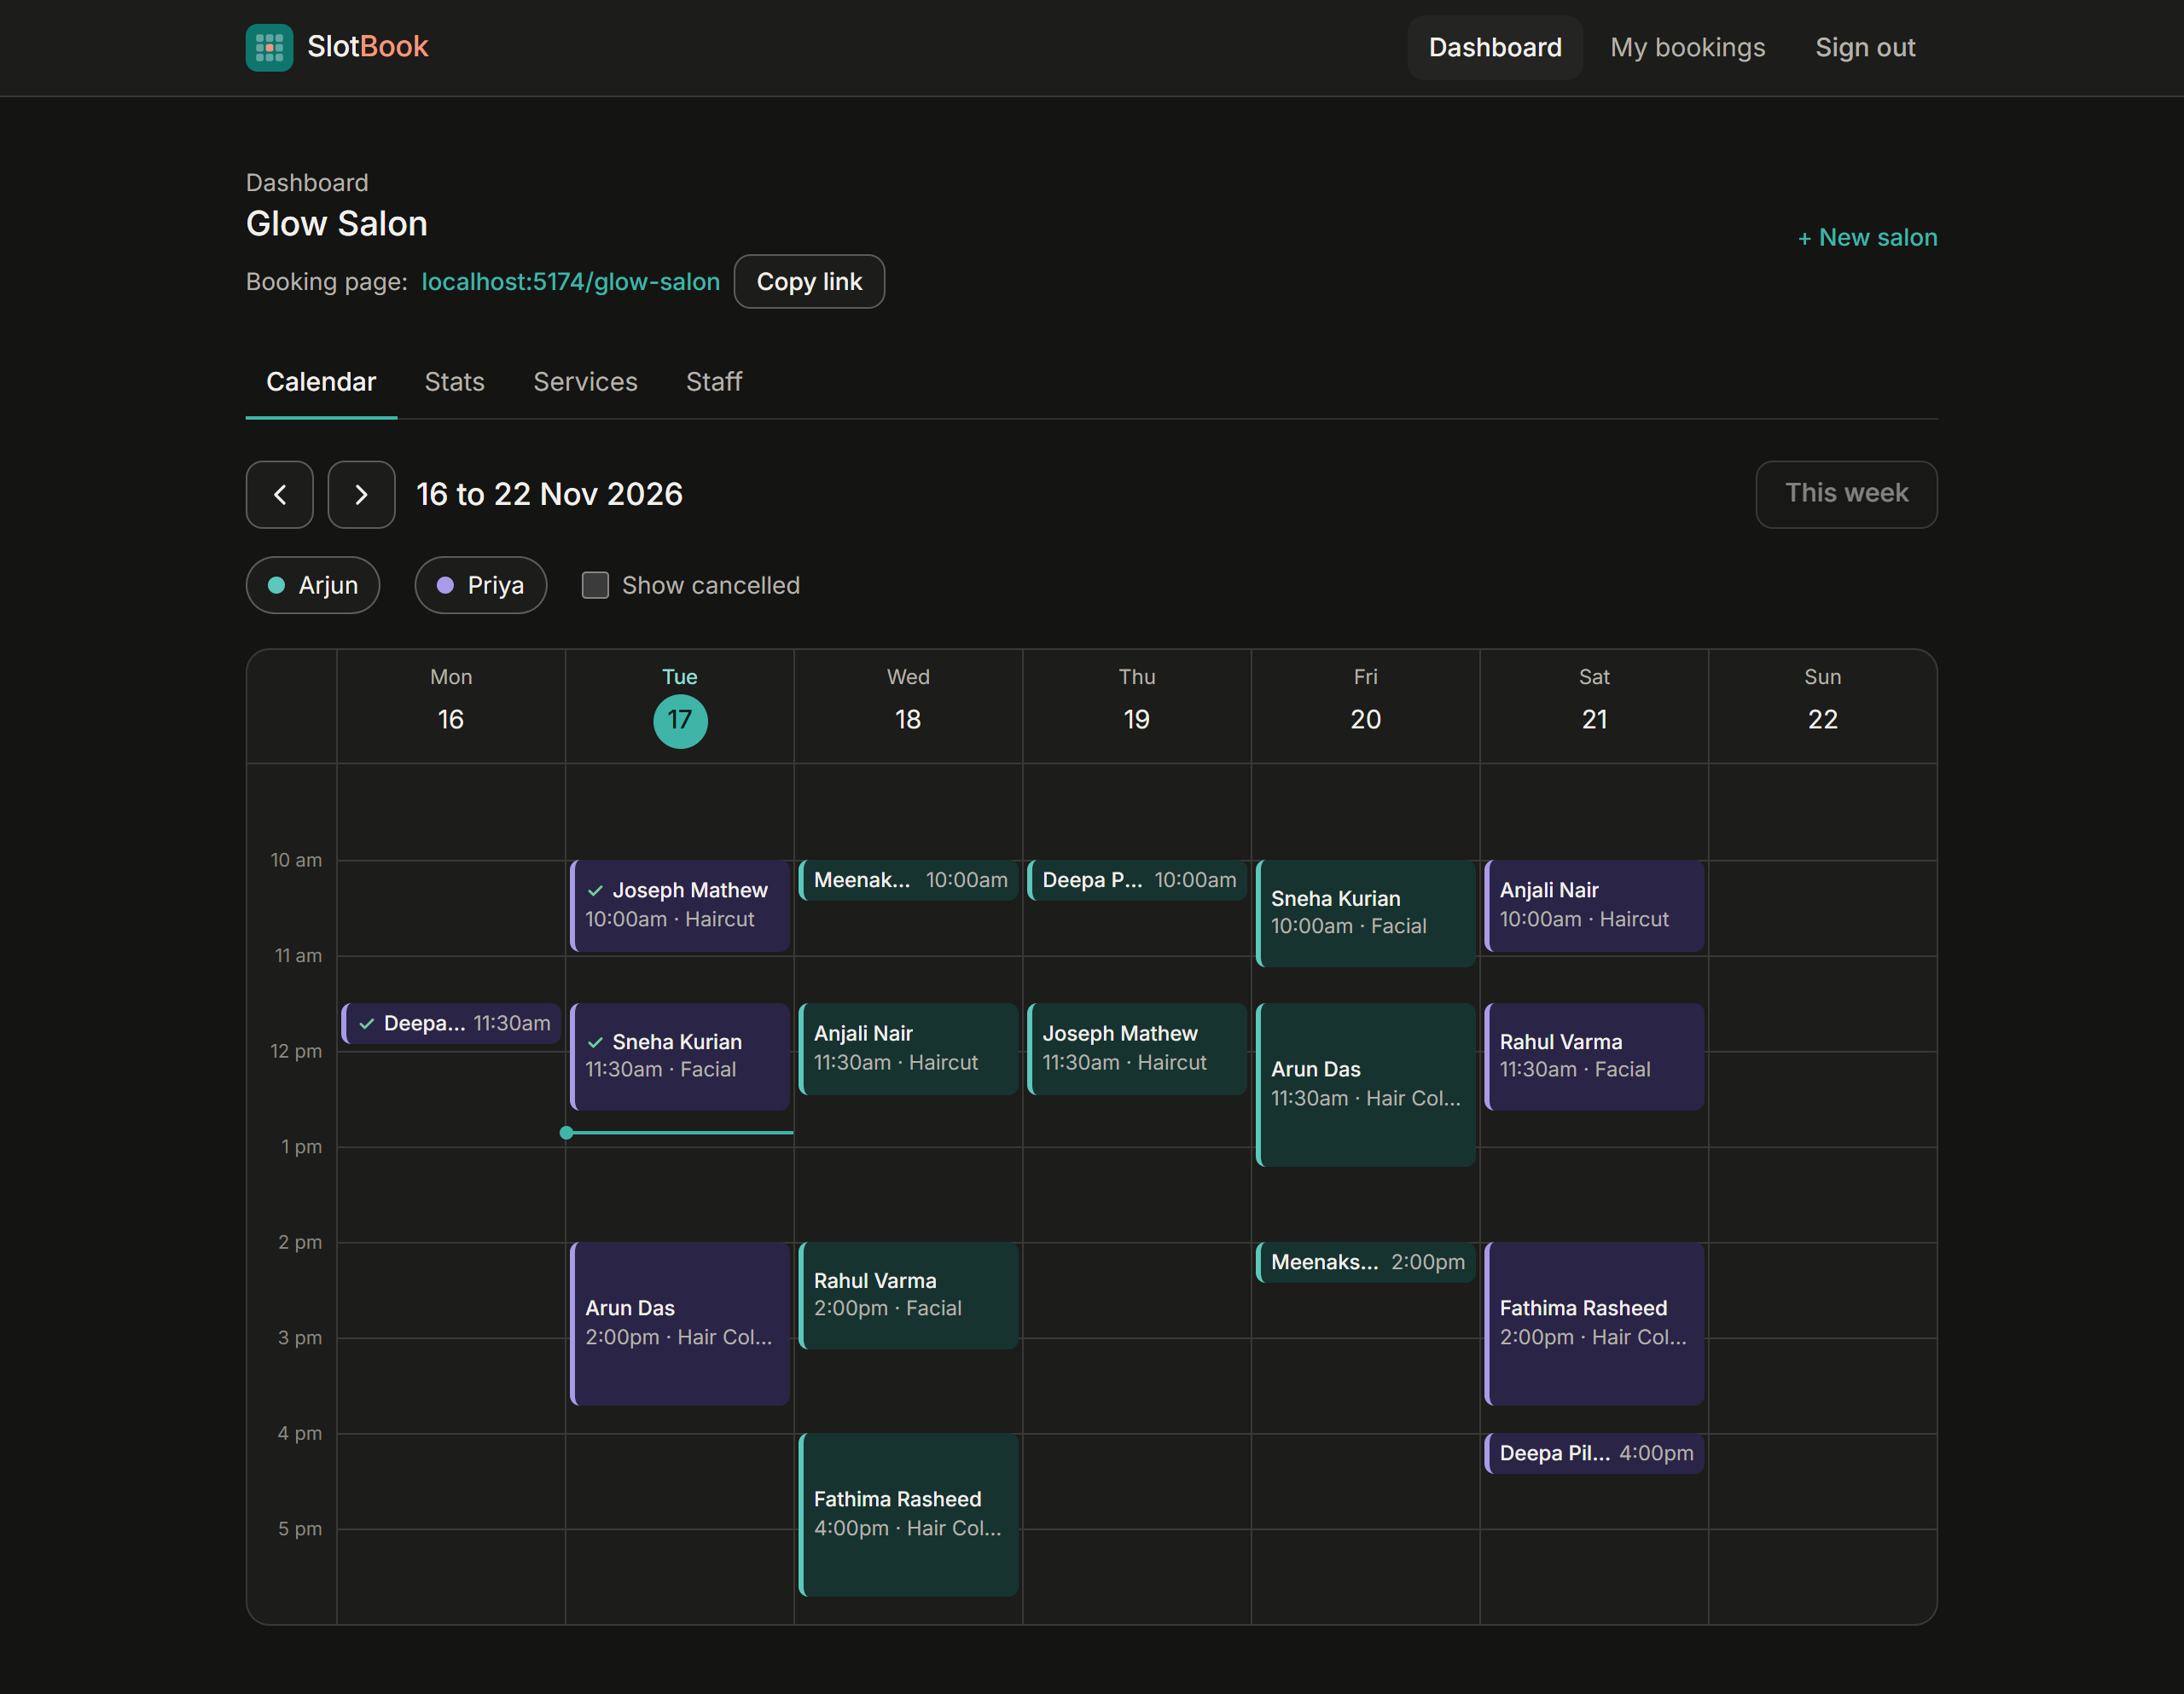 SlotBook
Dashboard
My bookings
Sign out
Dashboard
Glow Salon
+ New salon
Booking page: localhost:5174/glow-salon
Copy link
Calendar
Stats
Services
Staff
16 to 22 Nov 2026
This week
Arjun
Priya
Show cancelled
Mon
16
Tue
17
Wed
18
Thu
19
Fri
20
Sat
21
Sun
22
10 am
11 am
12 pm
1 pm
2 pm
3 pm
4 pm
5 pm
Deepa... 11:30am
Joseph Mathew
10:00am · Haircut
Sneha Kurian
11:30am · Facial
Arun Das
2:00pm · Hair Col...
Meenak... 10:00am
Anjali Nair
11:30am · Haircut
Rahul Varma
2:00pm · Facial
Fathima Rasheed
4:00pm · Hair Col...
Deepa P... 10:00am
Joseph Mathew
11:30am · Haircut
Sneha Kurian
10:00am · Facial
Arun Das
11:30am · Hair Col...
Meenaks... 2:00pm
Anjali Nair
10:00am · Haircut
Rahul Varma
11:30am · Facial
Fathima Rasheed
2:00pm · Hair Col...
Deepa Pil... 4:00pm